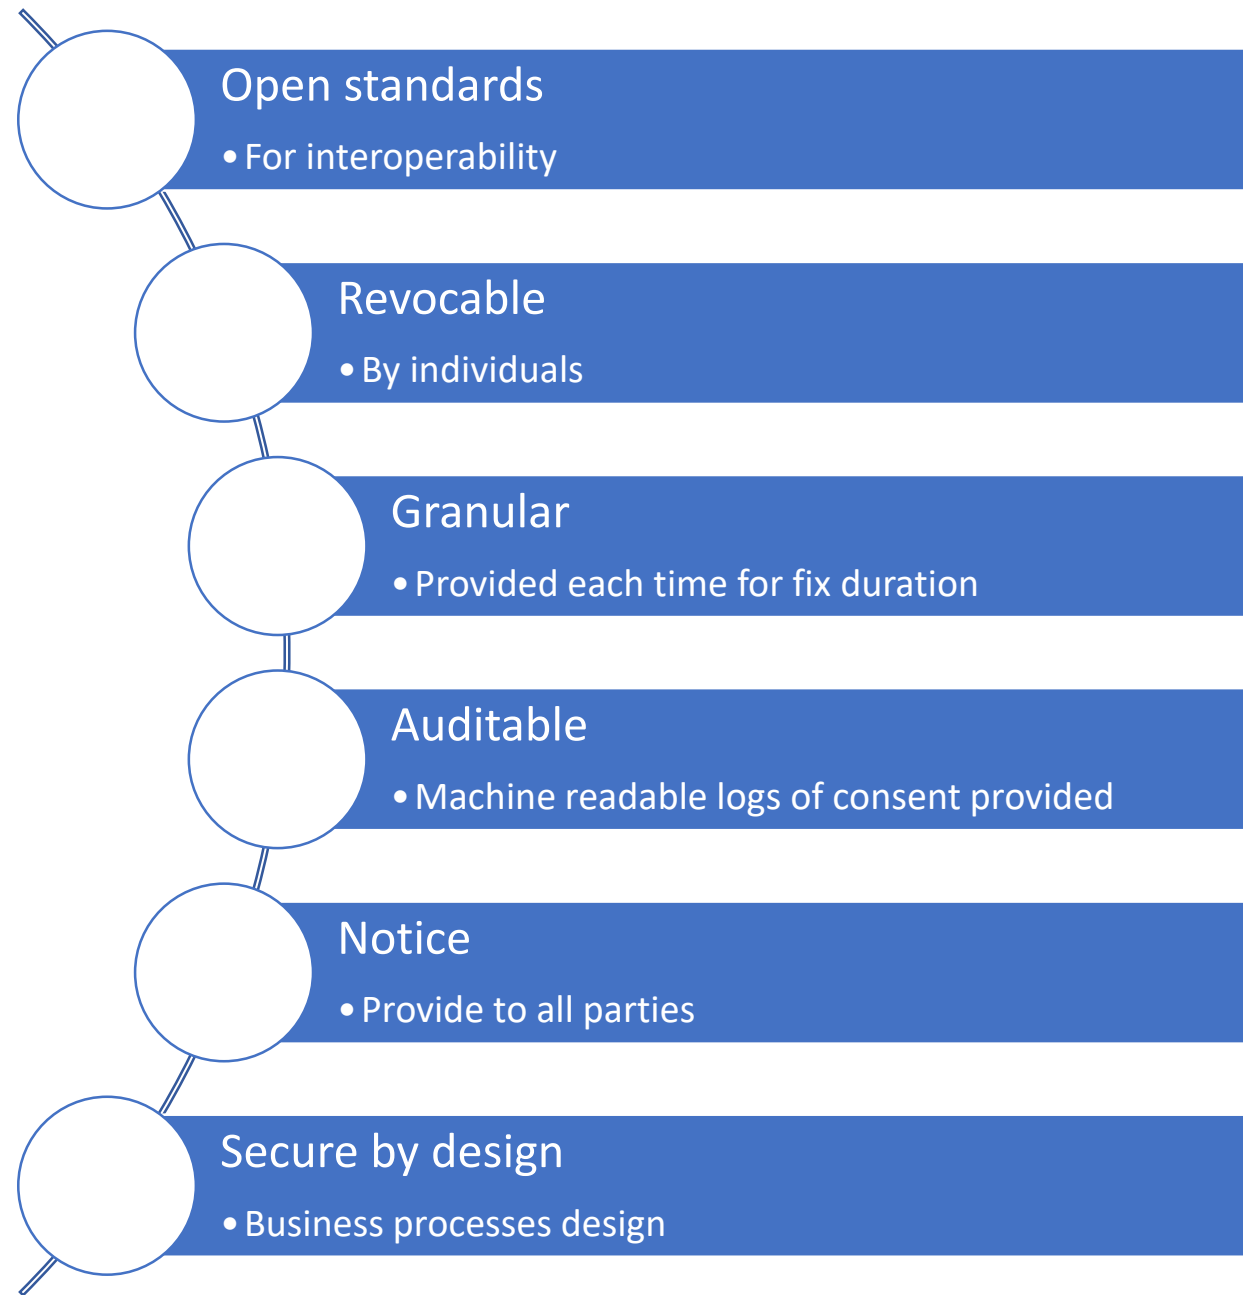 Open standards
•For interoperability
Revocable
•By individuals
Granular
•Provided each time for fix duration
Auditable
•Machine readable logs of consent provided
Notice
•Provide to all parties
Secure by design
•Business processes design